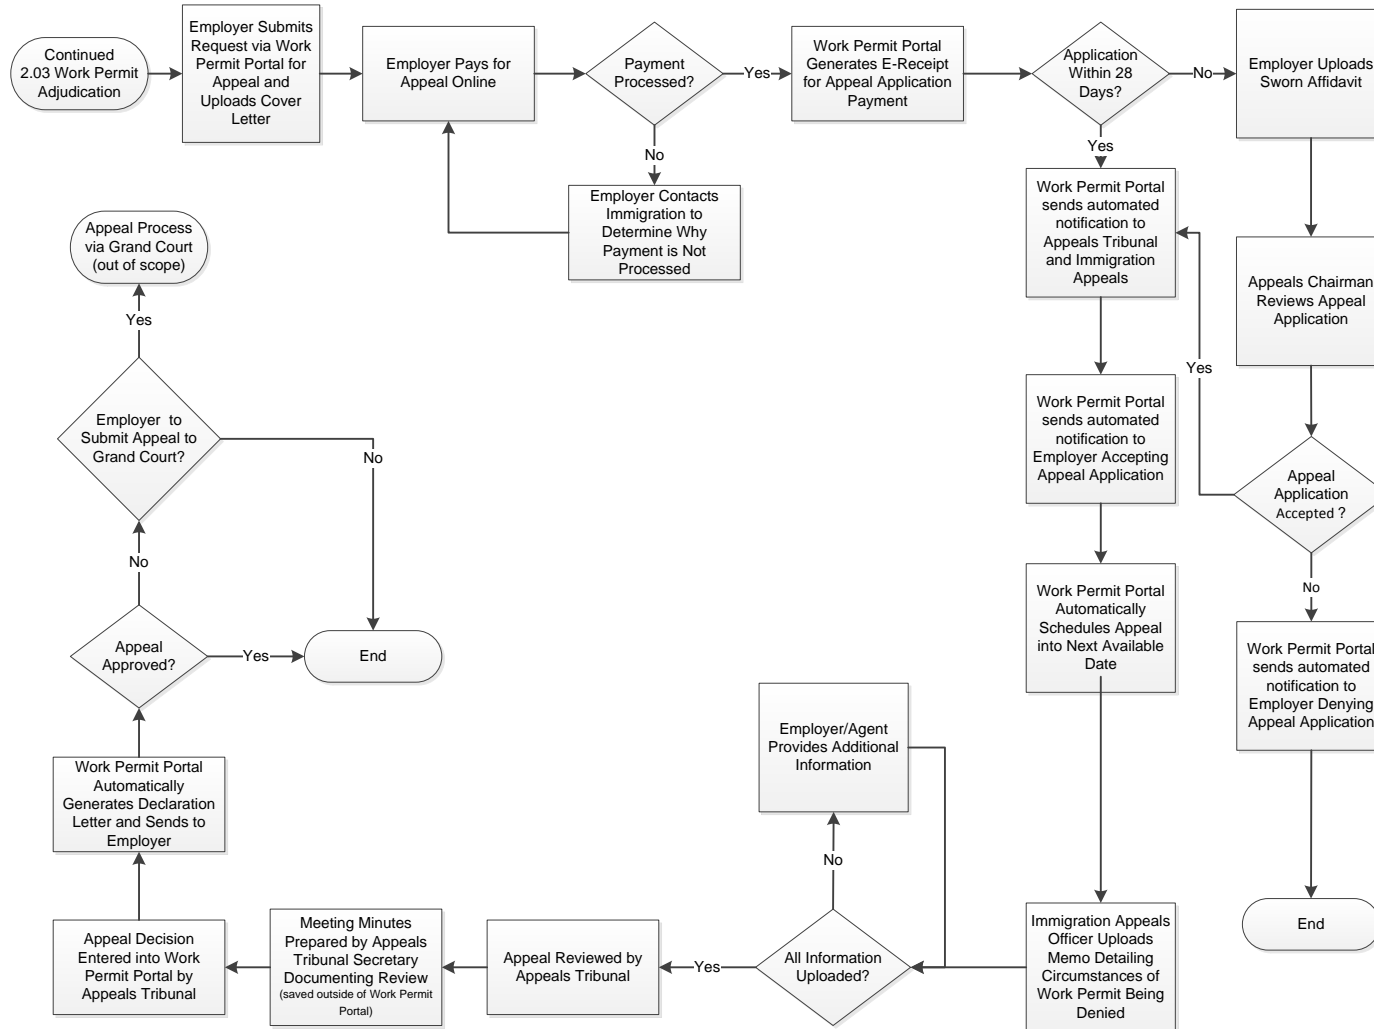 Continued
2.03 Work Permit
Adjudication
Employer Submits
Request via Work
Permit Portal for
Appeal and
Uploads Cover
Letter
Employer Pays for
Appeal Online
Payment
Processed?
Yes
Work Permit Portal
Generates E-Receipt
for Appeal Application
Payment
Application
Within 28
Days?
No
Employer Uploads
Sworn Affidavit
No
Yes
Employer Contacts
Immigration to
Determine Why
Payment is Not
Processed
Work Permit Portal
sends automated
notification to
Appeals Tribunal
and Immigration
Appeals
Appeals Chairman
Reviews Appeal
Application
Appeal Process
via Grand Court
(out of scope)
Yes
Yes
Employer to
Submit Appeal to
Grand Court?
No
Work Permit Portal
sends automated
notification to
Employer Accepting
Appeal Application
Appeal
Application
Accepted ?
No
No
Work Permit Portal
Automatically
Schedules Appeal
into Next Available
Date
Appeal
Approved?
Yes
End
Work Permit Portal
sends automated
notification to
Employer Denying
Appeal Application
Employer/Agent
Provides Additional
Information
Work Permit Portal
Automatically
Generates Declaration
Letter and Sends to
Employer
No
End
Appeal Decision
Entered into Work
Permit Portal by
Appeals Tribunal
Meeting Minutes
Prepared by Appeals
Tribunal Secretary
Documenting Review
(saved outside of Work Permit
Portal)
Appeal Reviewed by
Appeals Tribunal
Yes
All Information
Uploaded?
Immigration Appeals
Officer Uploads
Memo Detailing
Circumstances of
Work Permit Being
Denied